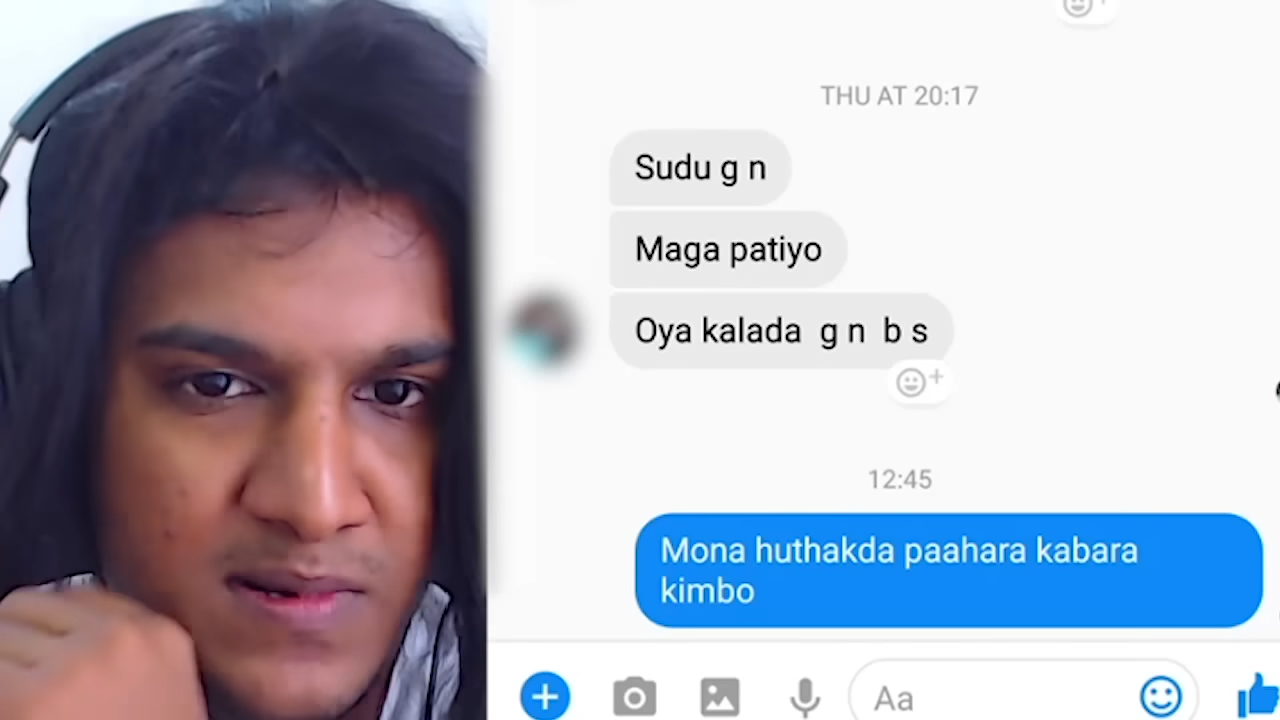 THU AT 20:17
Sudu g n
Maga patiyo
Oya kalada g n b s
12:45
Mona huthakda paahara kabara
kimbo
Aa